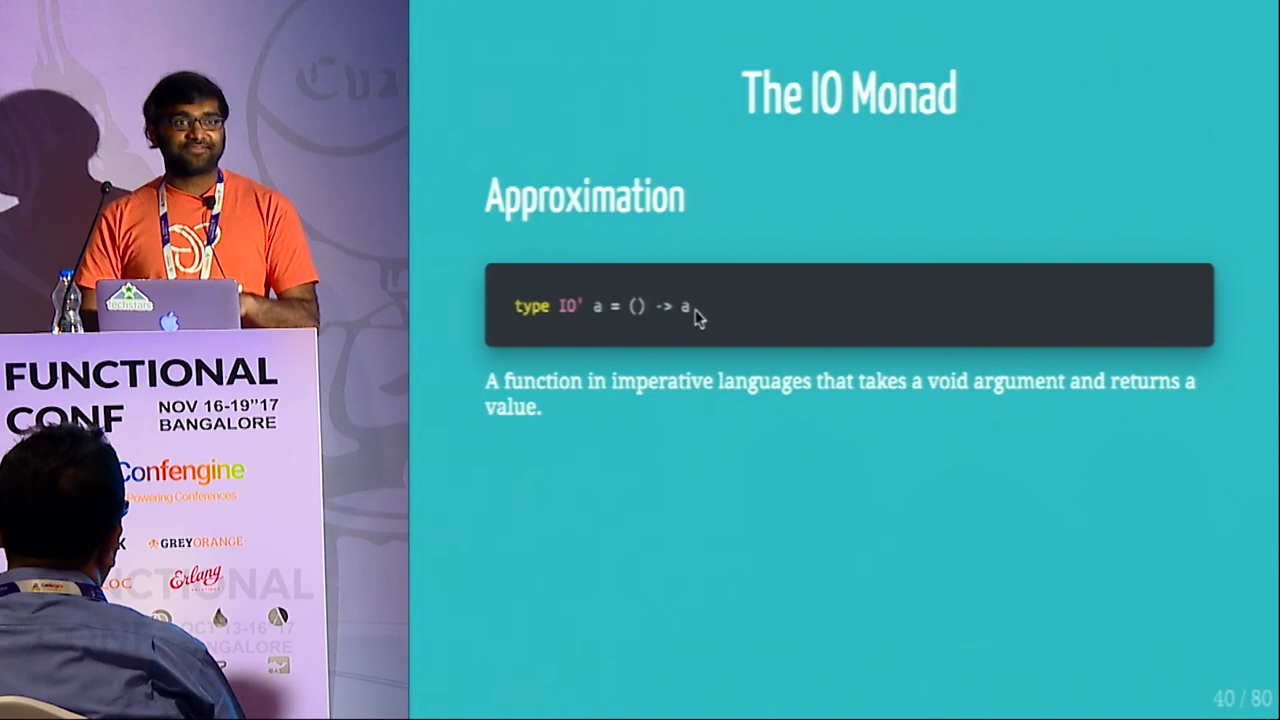 The IO Monad
Approximation
type IO' a = () -> a
A function in imperative languages that takes a void argument and returns a
value.
40 / 80
techstars
FUNCTIONAL
CONF
NOV 16-19"17
BANGALORE
Confengine
Powering Conferences
GREYORANGE
Erlang
SOLUTIONS